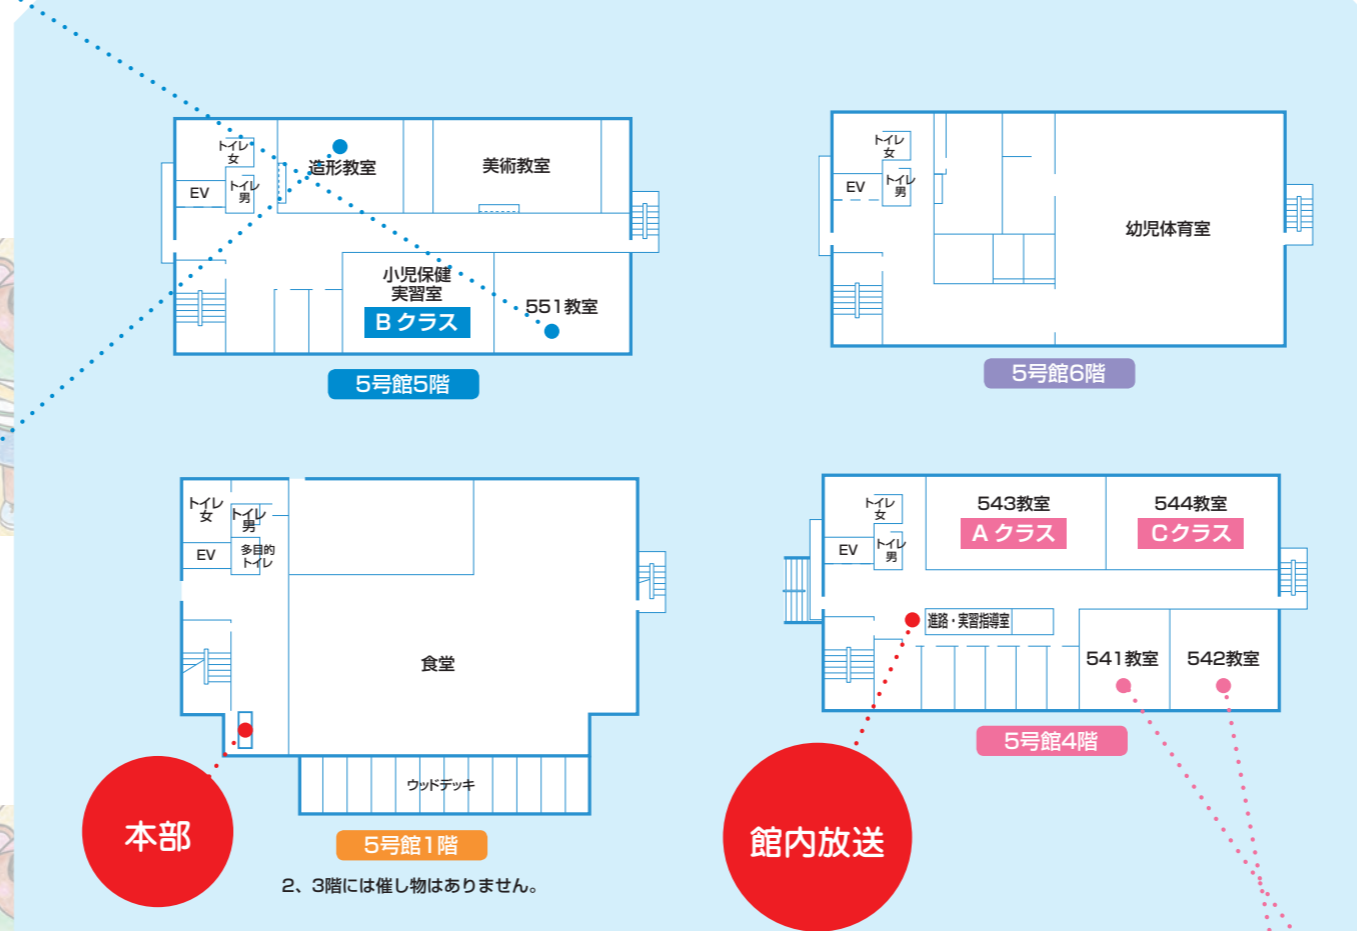 トイレ
女
造形教室
美術教室
EV
トイレ
男
小児保健
実習室
B クラス
551教室
5号館5階
トイレ
女
EV
トイレ
男
幼児体育室
5号館6階
トイレ
女
トイレ
男
EV
多目的
トイレ
食堂
ウッドデッキ
本部
5号館1階
2、3階には催し物はありません。
トイレ
女
543教室
A クラス
544教室
Cクラス
EV
トイレ
男
進路・実習指導室
541教室
542教室
5号館4階
館内放送